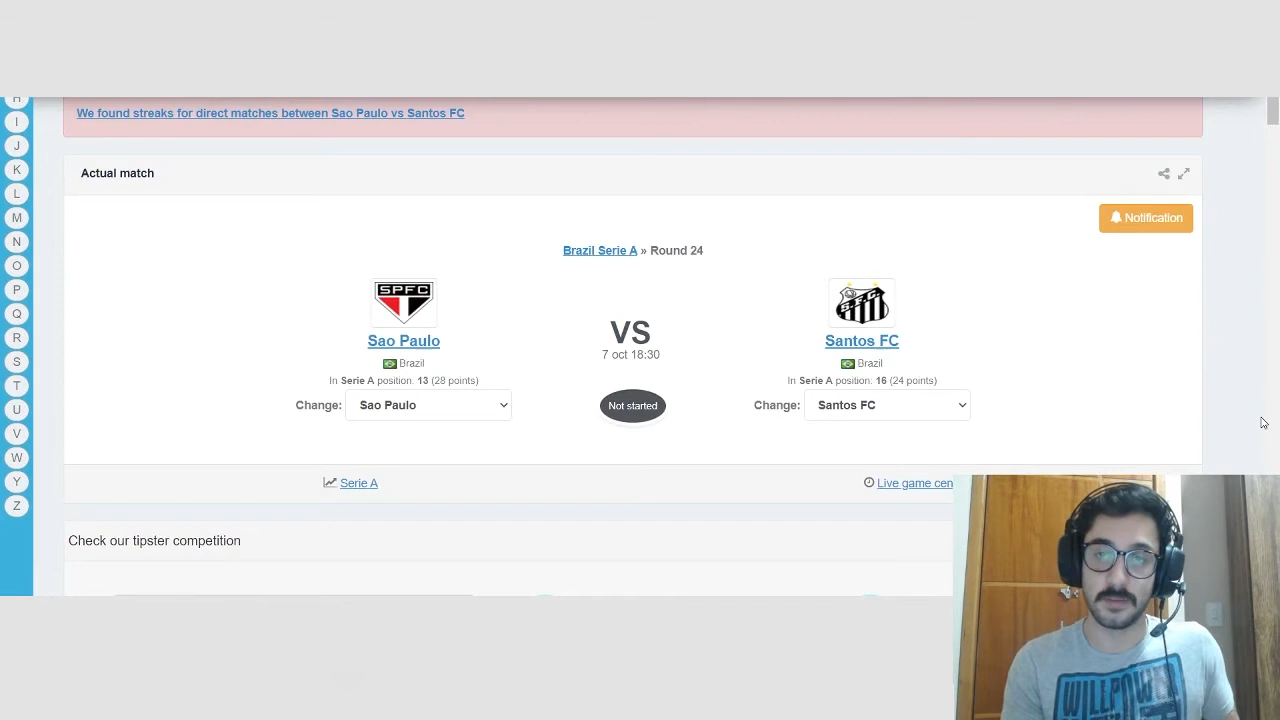 H
I
J
K
L
M
N
O
P
Q
R
S
T
U
V
W
Y
Z
We found streaks for direct matches between Sao Paulo vs Santos FC
Actual match
Notification
Brazil Serie A » Round 24
SPFC
Sao Paulo
Brazil
In Serie A position: 13 (28 points)
Change: Sao Paulo
VS
7 oct 18:30
Not started
S.F.C
Santos FC
Brazil
In Serie A position: 16 (24 points)
Change: Santos FC
Serie A
Live game cen
Check our tipster competition
WILLPOW